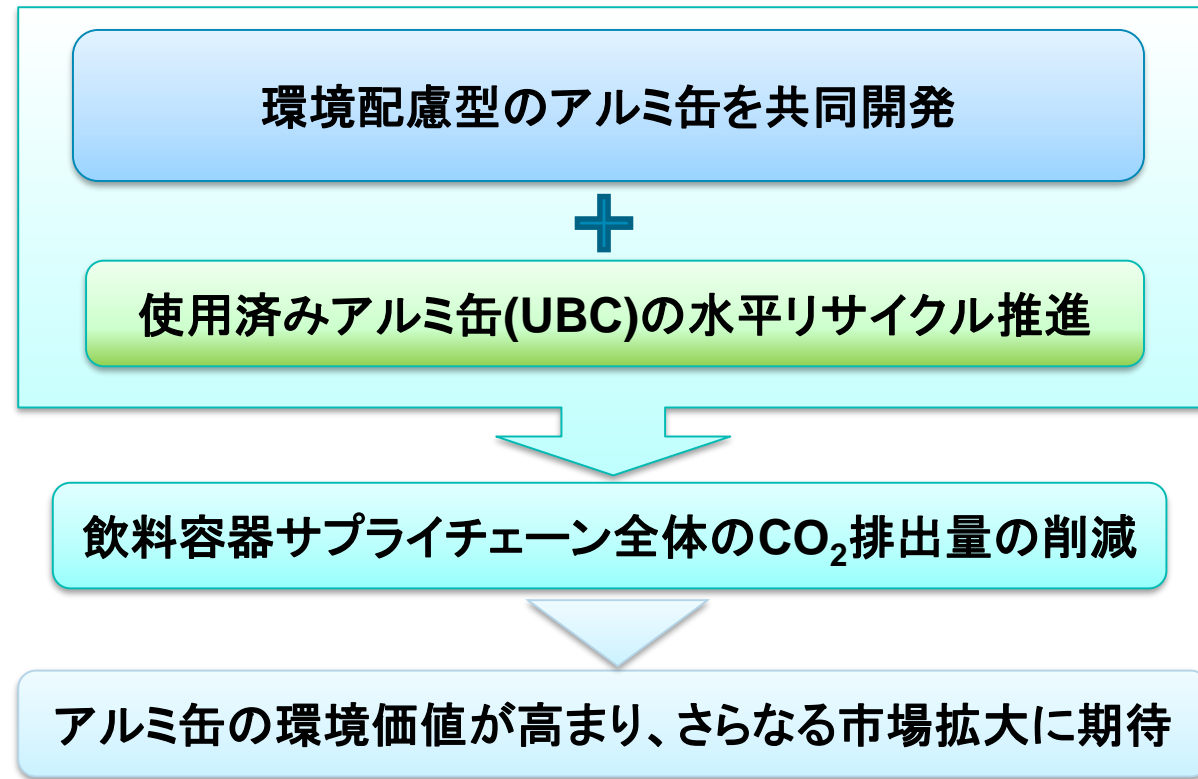 環境配慮型のアルミ缶を共同開発
使用済みアルミ缶(UBC)の水平リサイクル推進
飲料容器サプライチェーン全体のCO₂排出量の削減
アルミ缶の環境価値が高まり、さらなる市場拡大に期待